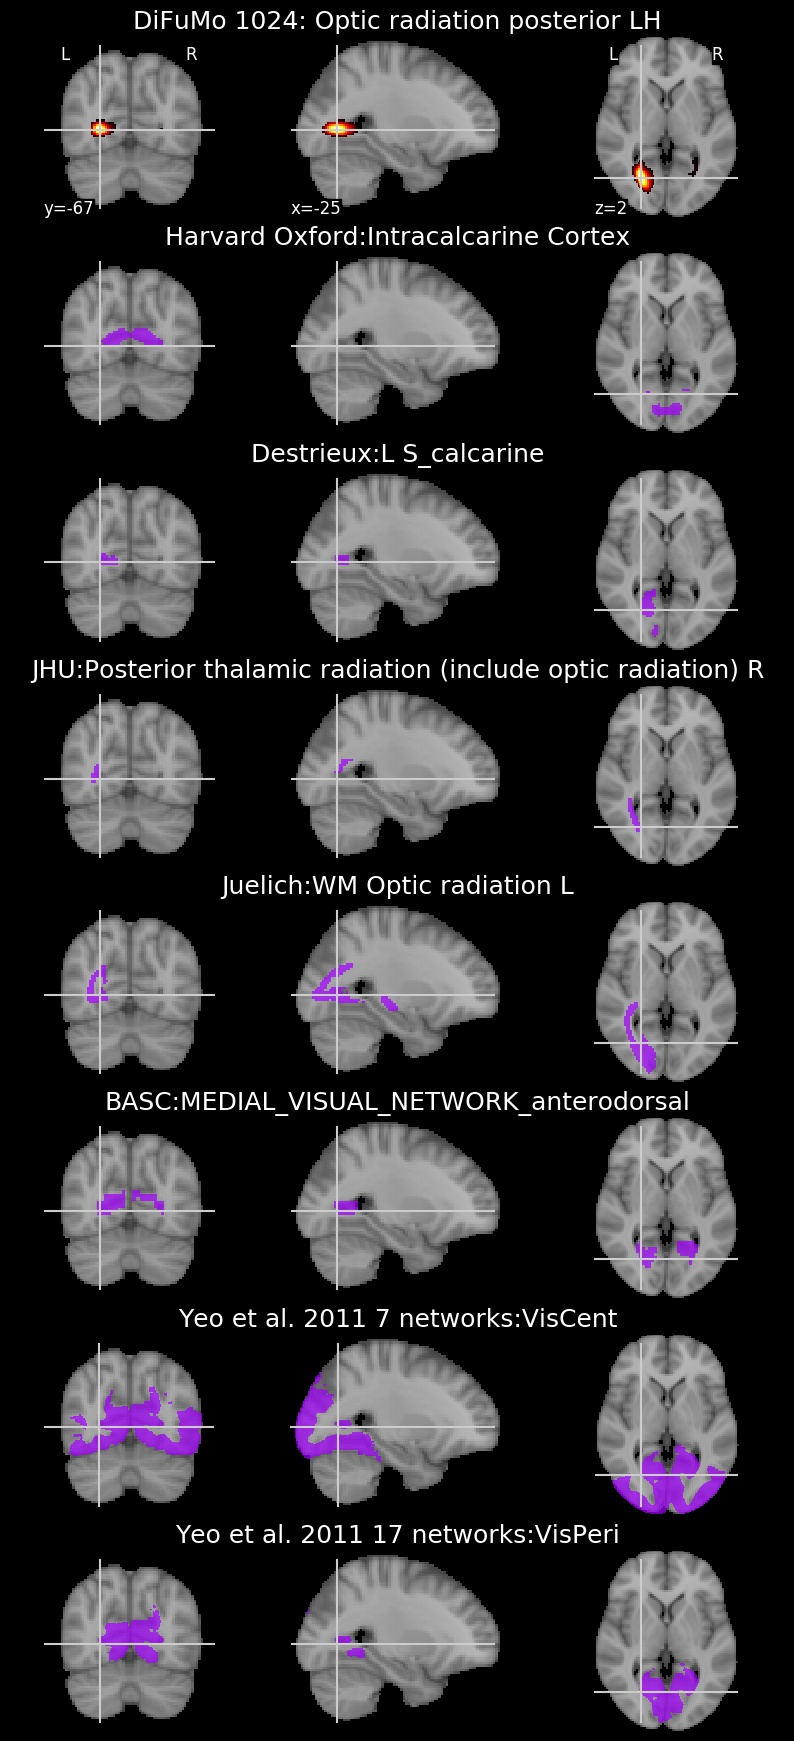 DiFuMo 1024: Optic radiation posterior LH
L R L R
y=-67 x=-25 z=2
Harvard Oxford:Intracalcarine Cortex
Destrieux:L S_calcarine
JHU:Posterior thalamic radiation (include optic radiation) R
Juelich:WM Optic radiation L
BASC:MEDIAL_VISUAL_NETWORK_anterodorsal
Yeo et al. 2011 7 networks:VisCent
Yeo et al. 2011 17 networks:VisPeri